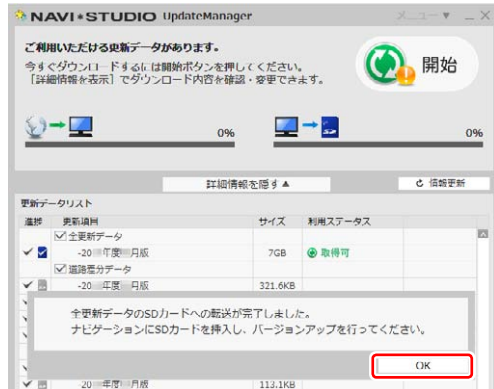 NAVI*STUDIO UpdateManager
メニュー ▼ _ ×
ご利用いただける更新データがあります。
今すぐダウンロードするには開始ボタンを押してください。
[詳細情報を表示]でダウンロード内容を確認・変更できます。
開始
0%
0%
詳細情報を隠す▲
情報更新
更新データリスト
進捗 更新項目 サイズ 利用ステータス
全更新データ
-20 年度 月版 7GB 取得可
道路差分データ
-20 年度 月版 321.6KB
全更新データのSDカードへの転送が完了しました。
ナビゲーションにSDカードを挿入し、バージョンアップを行ってください。
OK
-20 年度 月版 113.1KB